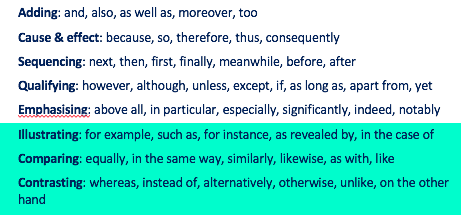 Adding: and, also, as well as, moreover, too
Cause & effect: because, so, therefore, thus, consequently
Sequencing: next, then, first, finally, meanwhile, before, after
Qualifying: however, although, unless, except, if, as long as, apart from, yet
Emphasising: above all, in particular, especially, significantly, indeed, notably
Illustrating: for example, such as, for instance, as revealed by, in the case of
Comparing: equally, in the same way, similarly, likewise, as with, like
Contrasting: whereas, instead of, alternatively, otherwise, unlike, on the other
hand